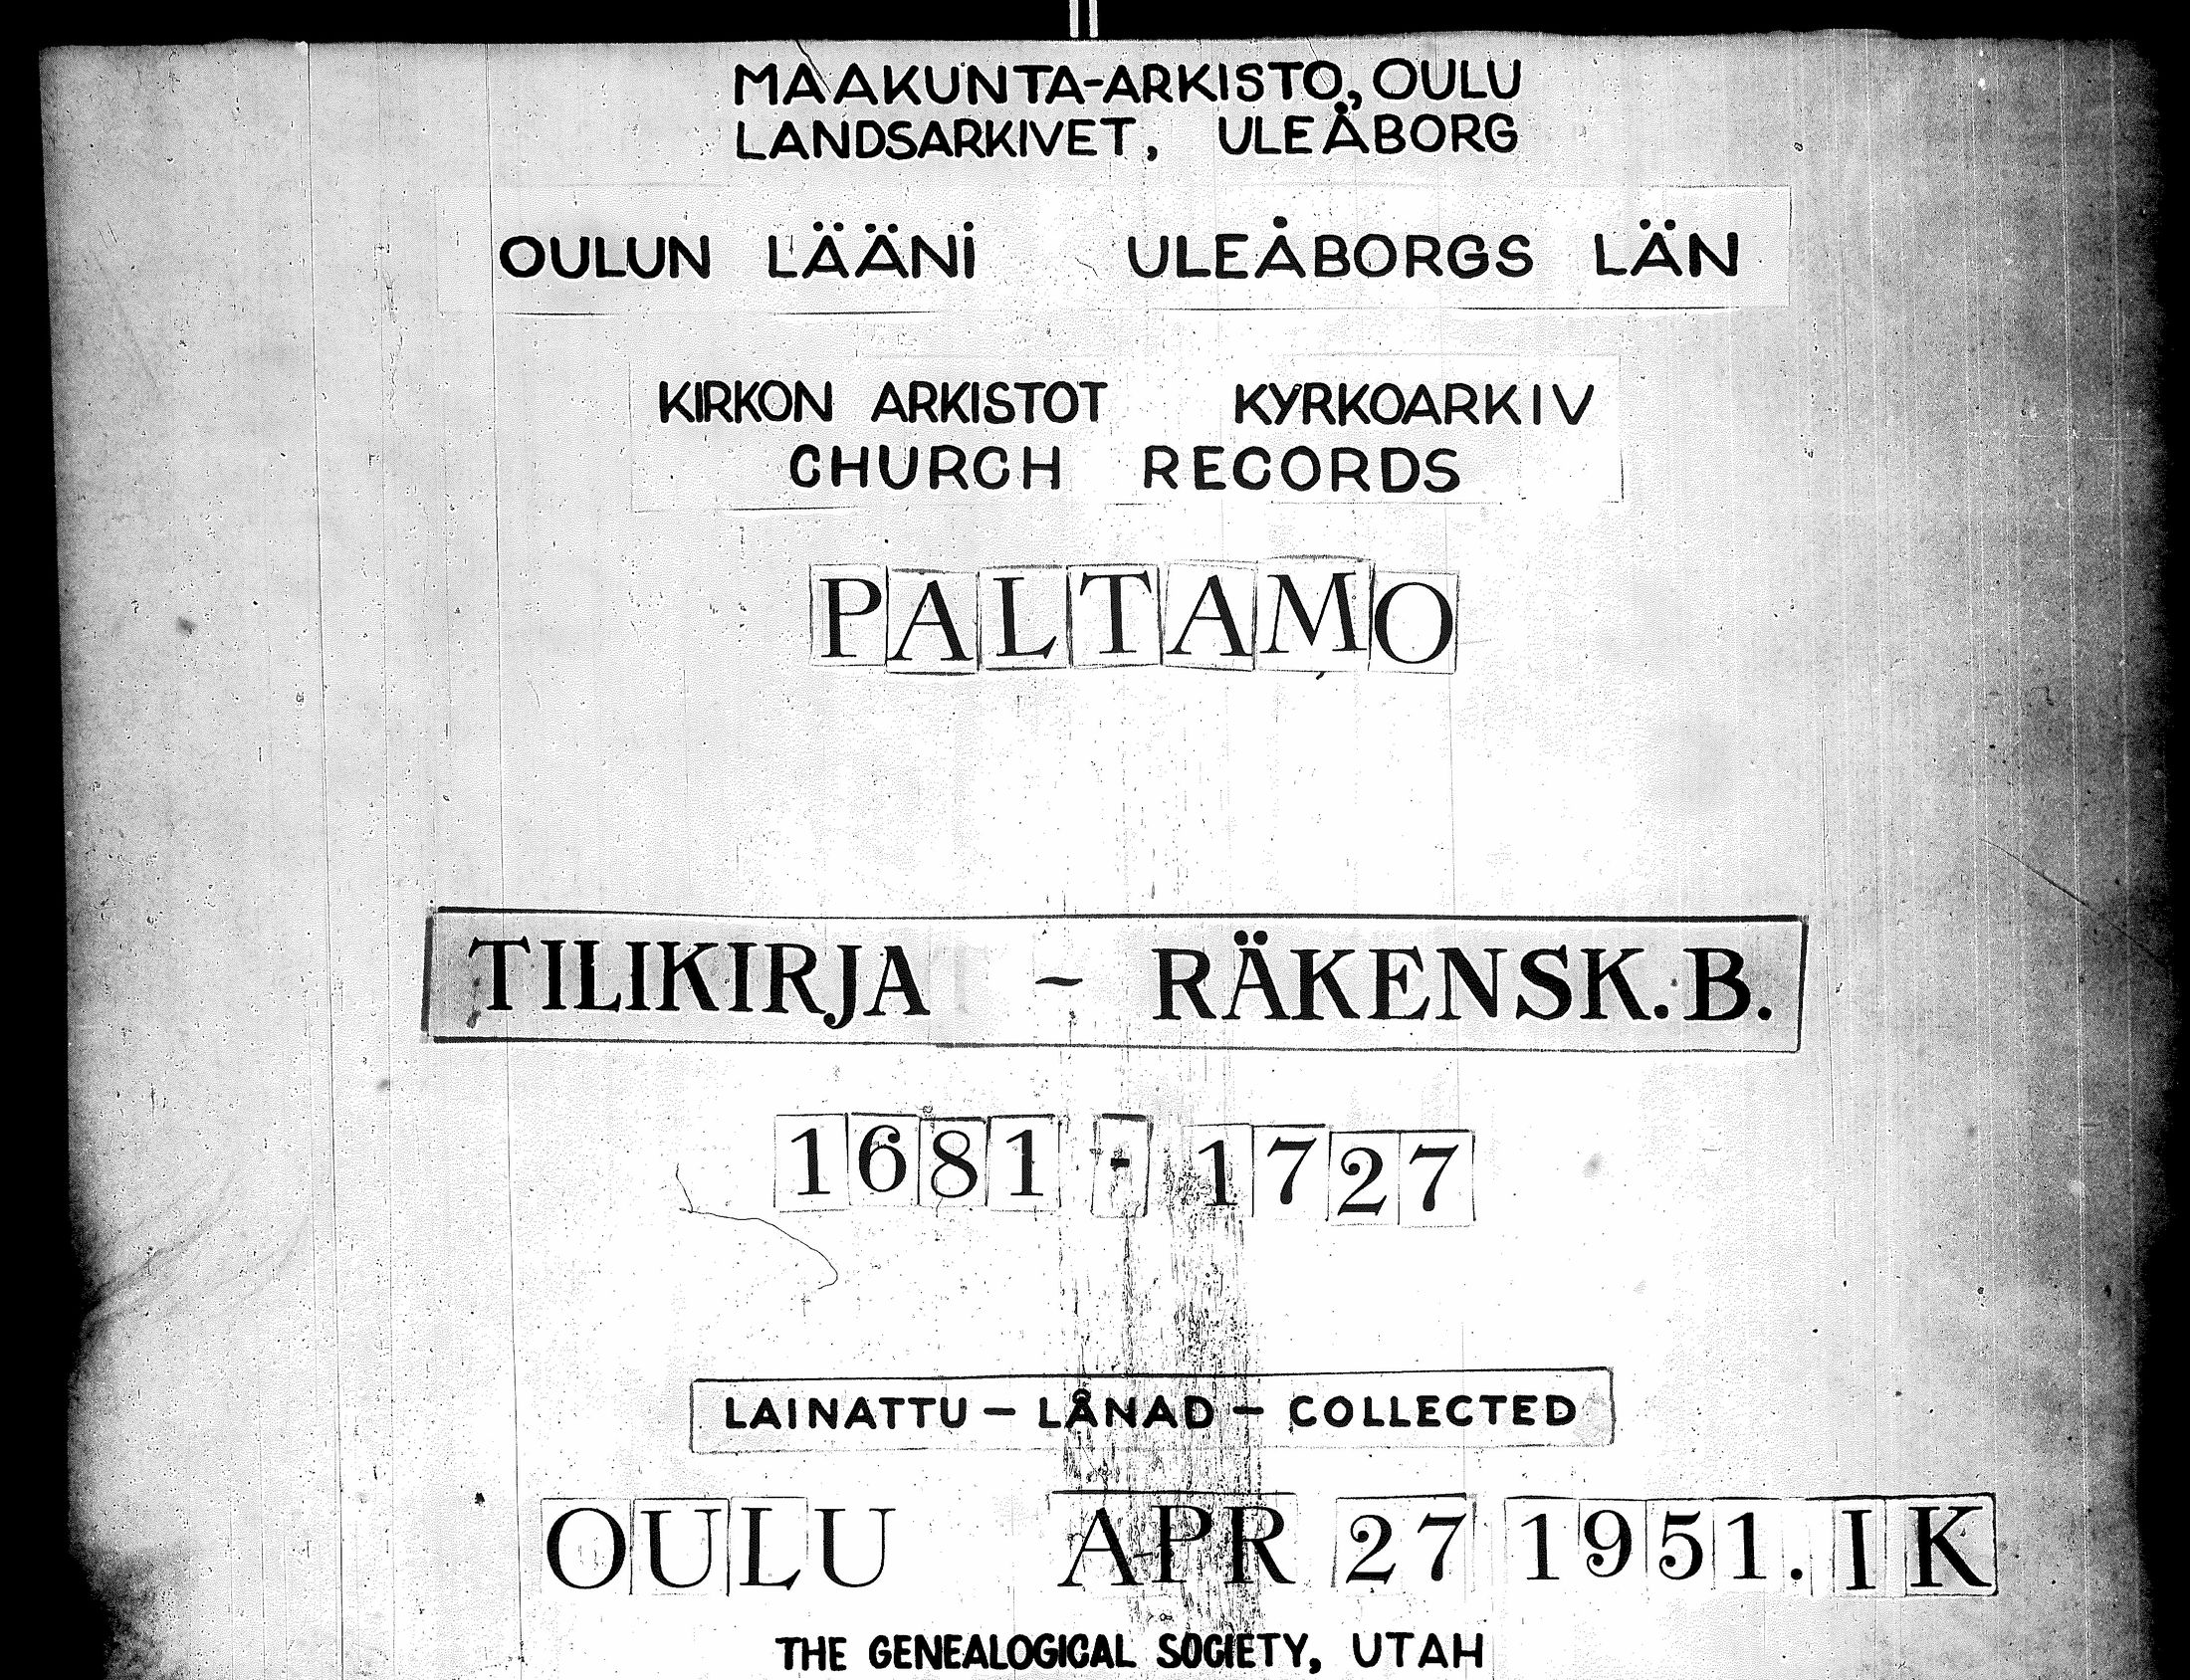 MAAKUNTA-ARKISTO, OULU
LANDSARKIVET, ULEÅBORG
OULUN LÄÄNI ULEÅBORGS LÄN
KIRKON ARKISTOT KYRKOARKIV
CHURCH RECORDS
PALTAMO
TILIKIRJA - RÄKENSK.B.
1681 - 1727
LAINATTU - LÅNAD - COLLECTED
OULU APR 27 1951. IK
THE GENEALOGICAL SOCIETY, UTAH